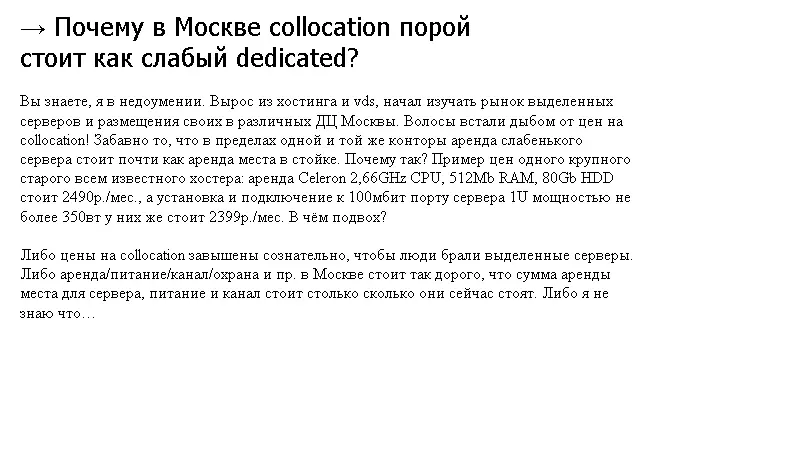 → Почему в Москве collocation порой
стоит как слабый dedicated?
Вы знаете, я в недоумении. Вырос из хостинга и vds, начал изучать рынок выделенных
серверов и размещения своих в различных ДЦ Москвы. Волосы встали дыбом от цен на
collocation! Забавно то, что в пределах одной и той же конторы аренда слабенького
сервера стоит почти как аренда места в стойке. Почему так? Пример цен одного крупного
старого всем известного хостера: аренда Celeron 2,66GHz CPU, 512Mb RAM, 80Gb HDD
стоит 2490р./мес., а установка и подключение к 100мбит порту сервера 1U мощностью не
более 350вт у них же стоит 2399р./мес. В чём подвох?
Либо цены на collocation завышены сознательно, чтобы люди брали выделенные серверы.
Либо аренда/питание/канал/охрана и пр. в Москве стоит так дорого, что сумма аренды
места для сервера, питание и канал стоит столько сколько они сейчас стоят. Либо я не
знаю что…